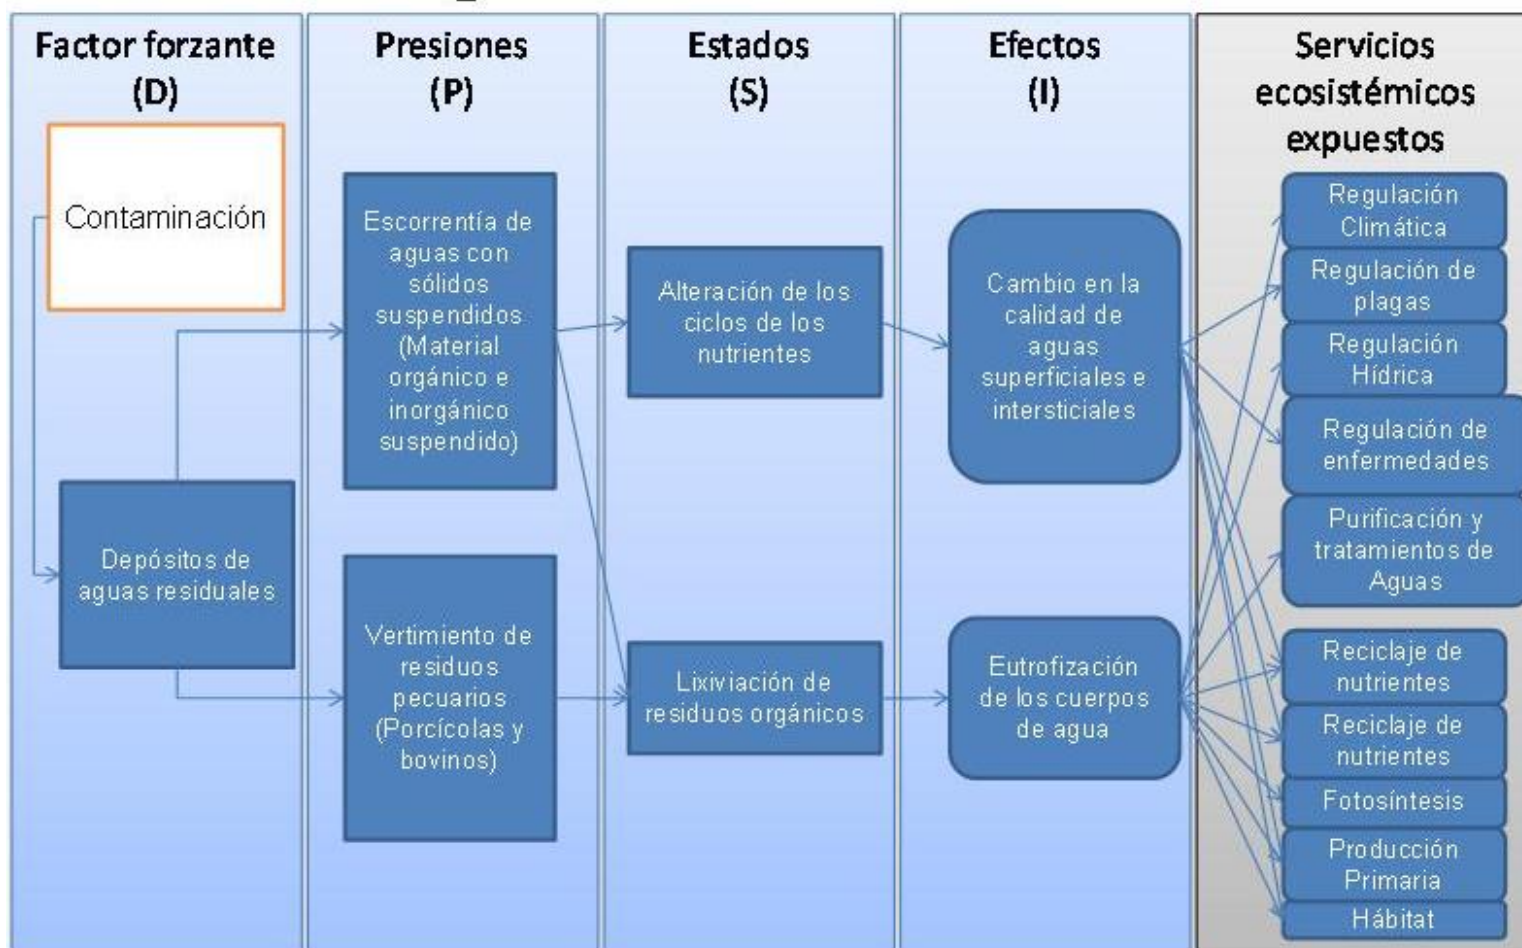 Factor forzante
(D)
Contaminación
Depósitos de
aguas residuales
Presiones
(P)
Escorrentía de
aguas con
sólidos
suspendidos
(Material
orgánico e
inorgánico
suspendido)
Vertimiento de
residuos
pecuarios
(Porcícolas y
bovinos)
Estados
(S)
Alteración de los
ciclos de los
nutrientes
Lixiviación de
residuos orgánicos
Efectos
(I)
Cambio en la
calidad de
aguas
superficiales e
intersticiales
Eutrofización
de los cuerpos
de agua
Servicios
ecosistémicos
expuestos
Regulación
Climática
Regulación de
plagas
Regulación
Hídrica
Regulación de
enfermedades
Purificación y
tratamientos de
Aguas
Reciclaje de
nutrientes
Reciclaje de
nutrientes
Fotosíntesis
Producción
Primaria
Hábitat